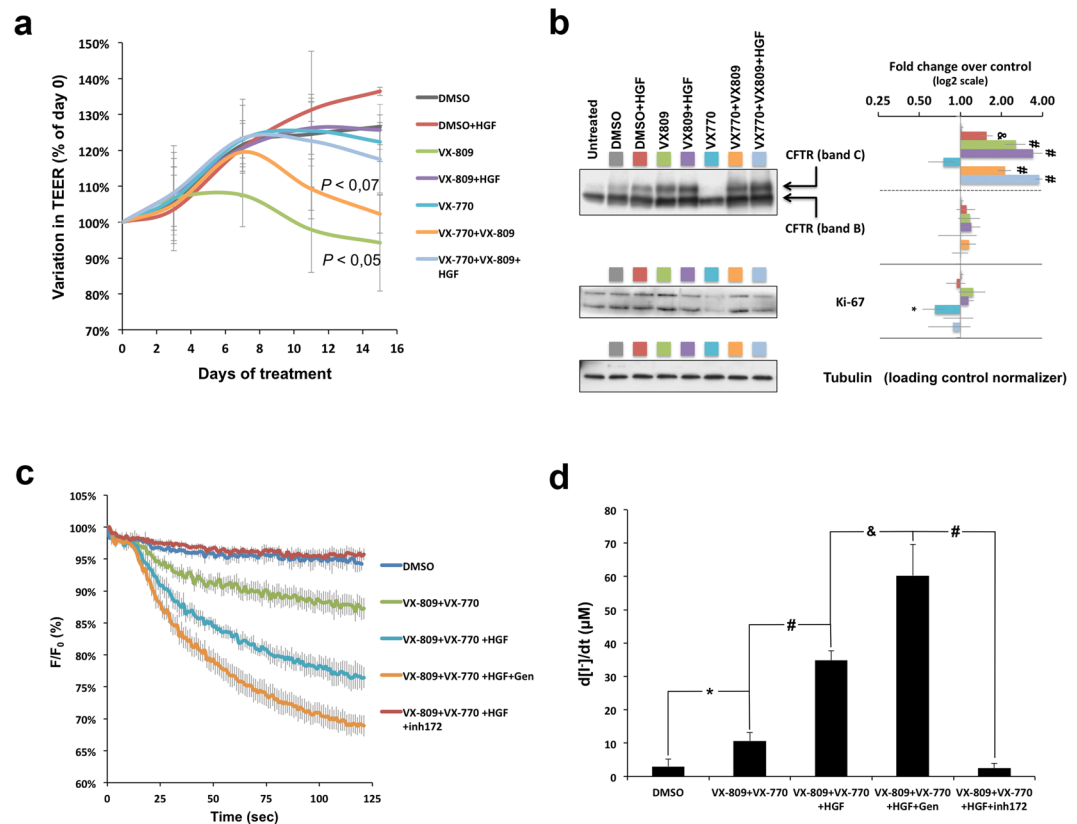 a
150%
140%
130%
120%
110%
100%
90%
80%
70%
0
2
4
6
8
10
12
14
16
Variation in TEER (% of day 0)
Days of treatment
P < 0,07
P < 0,05
DMSO
DMSO+HGF
VX-809
VX-809+HGF
VX-770
VX-770+VX-809
VX-770+VX-809+
HGF
b
Untreated
DMSO
DMSO+HGF
VX809
VX809+HGF
VX770
VX770+VX809
VX770+VX809+HGF
CFTR (band C)
CFTR (band B)
Ki-67
Tubulin (loading control normalizer)
Fold change over control
(log2 scale)
0.25
0.50
1.00
2.00
4.00
&
#
#
#
#
*
c
105%
100%
95%
90%
85%
80%
75%
70%
65%
60%
0
25
50
75
100
125
F/F0 (%)
Time (sec)
DMSO
VX-809+VX-770
VX-809+VX-770 +HGF
VX-809+VX-770 +HGF+Gen
VX-809+VX-770 +HGF
+inh172
d
80
70
60
50
40
30
20
10
0
d[I-]/dt (µM)
*
#
&
#
DMSO
VX-809+VX-770
VX-809+VX-770
+HGF
VX-809+VX-770
+HGF+Gen
VX-809+VX-770
+HGF+inh172